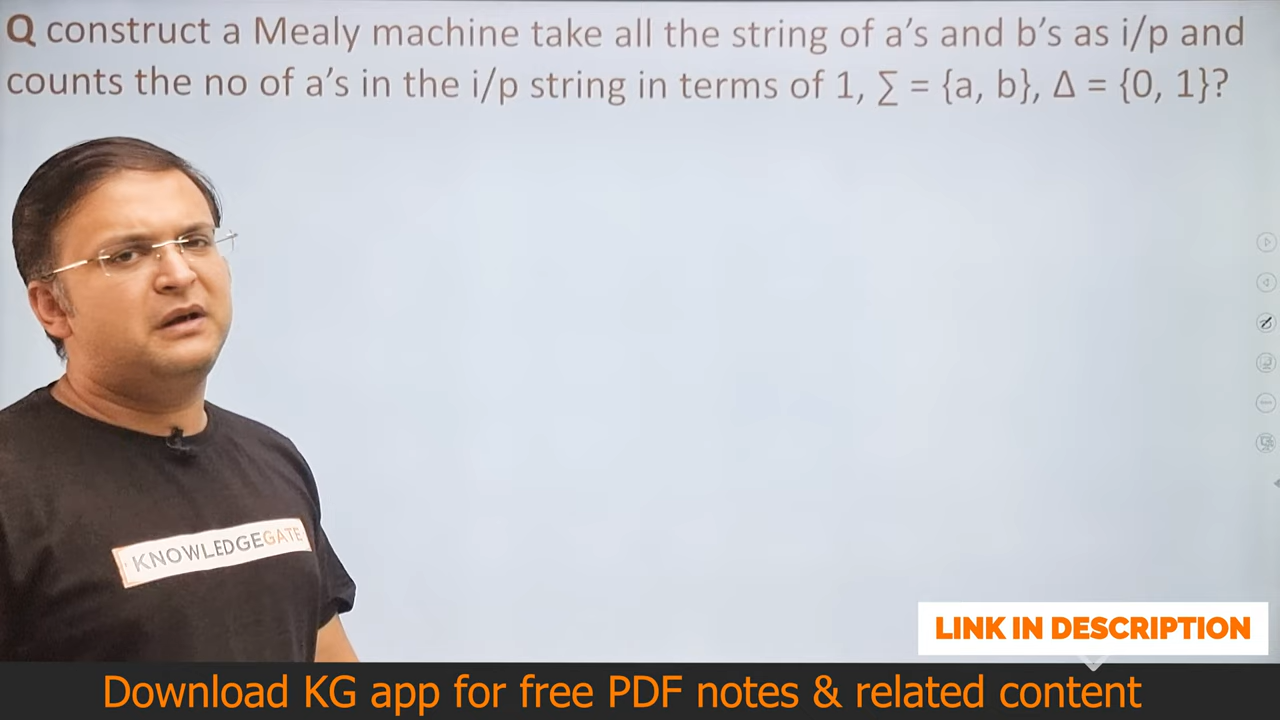 Q construct a Mealy machine take all the string of a’s and b’s as i/p and
counts the no of a’s in the i/p string in terms of 1, ∑ = {a, b}, Δ = {0, 1}?
KNOWLEDGEGATE
LINK IN DESCRIPTION
Download KG app for free PDF notes & related content